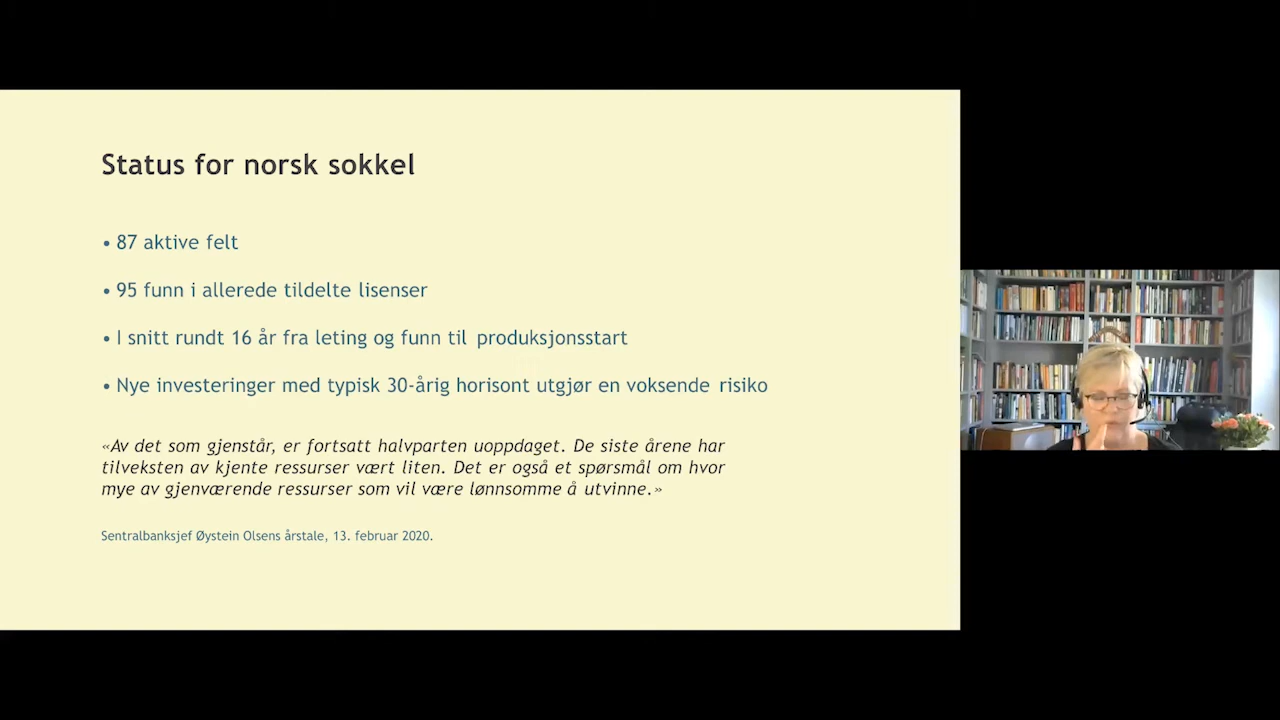 Status for norsk sokkel
• 87 aktive felt
• 95 funn i allerede tildelte lisenser
• I snitt rundt 16 år fra leting og funn til produksjonsstart
• Nye investeringer med typisk 30-årig horisont utgjør en voksende risiko
«Av det som gjenstår, er fortsatt halvparten uoppdaget. De siste årene har
tilveksten av kjente ressurser vært liten. Det er også et spørsmål om hvor
mye av gjenværende ressurser som vil være lønnsomme å utvinne.»
Sentralbanksjef Øystein Olsens årstale, 13. februar 2020.